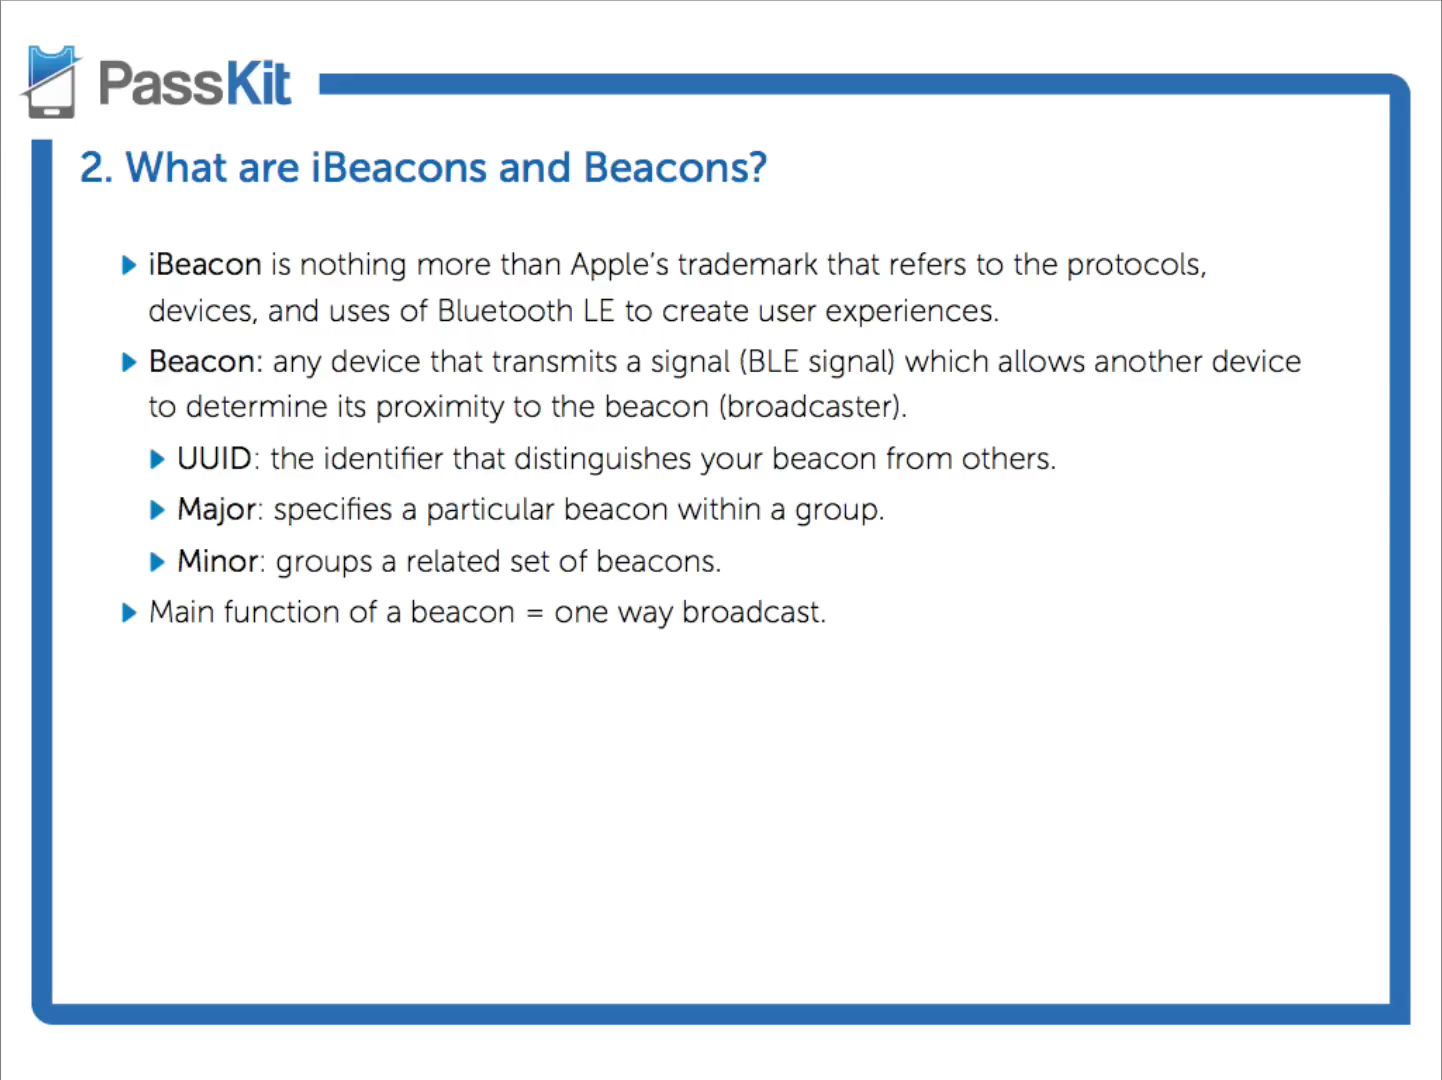 PassKit
2. What are iBeacons and Beacons?
iBeacon is nothing more than Apple’s trademark that refers to the protocols,
devices, and uses of Bluetooth LE to create user experiences.
Beacon: any device that transmits a signal (BLE signal) which allows another device
to determine its proximity to the beacon (broadcaster).
UUID: the identifier that distinguishes your beacon from others.
Major: specifies a particular beacon within a group.
Minor: groups a related set of beacons.
Main function of a beacon = one way broadcast.